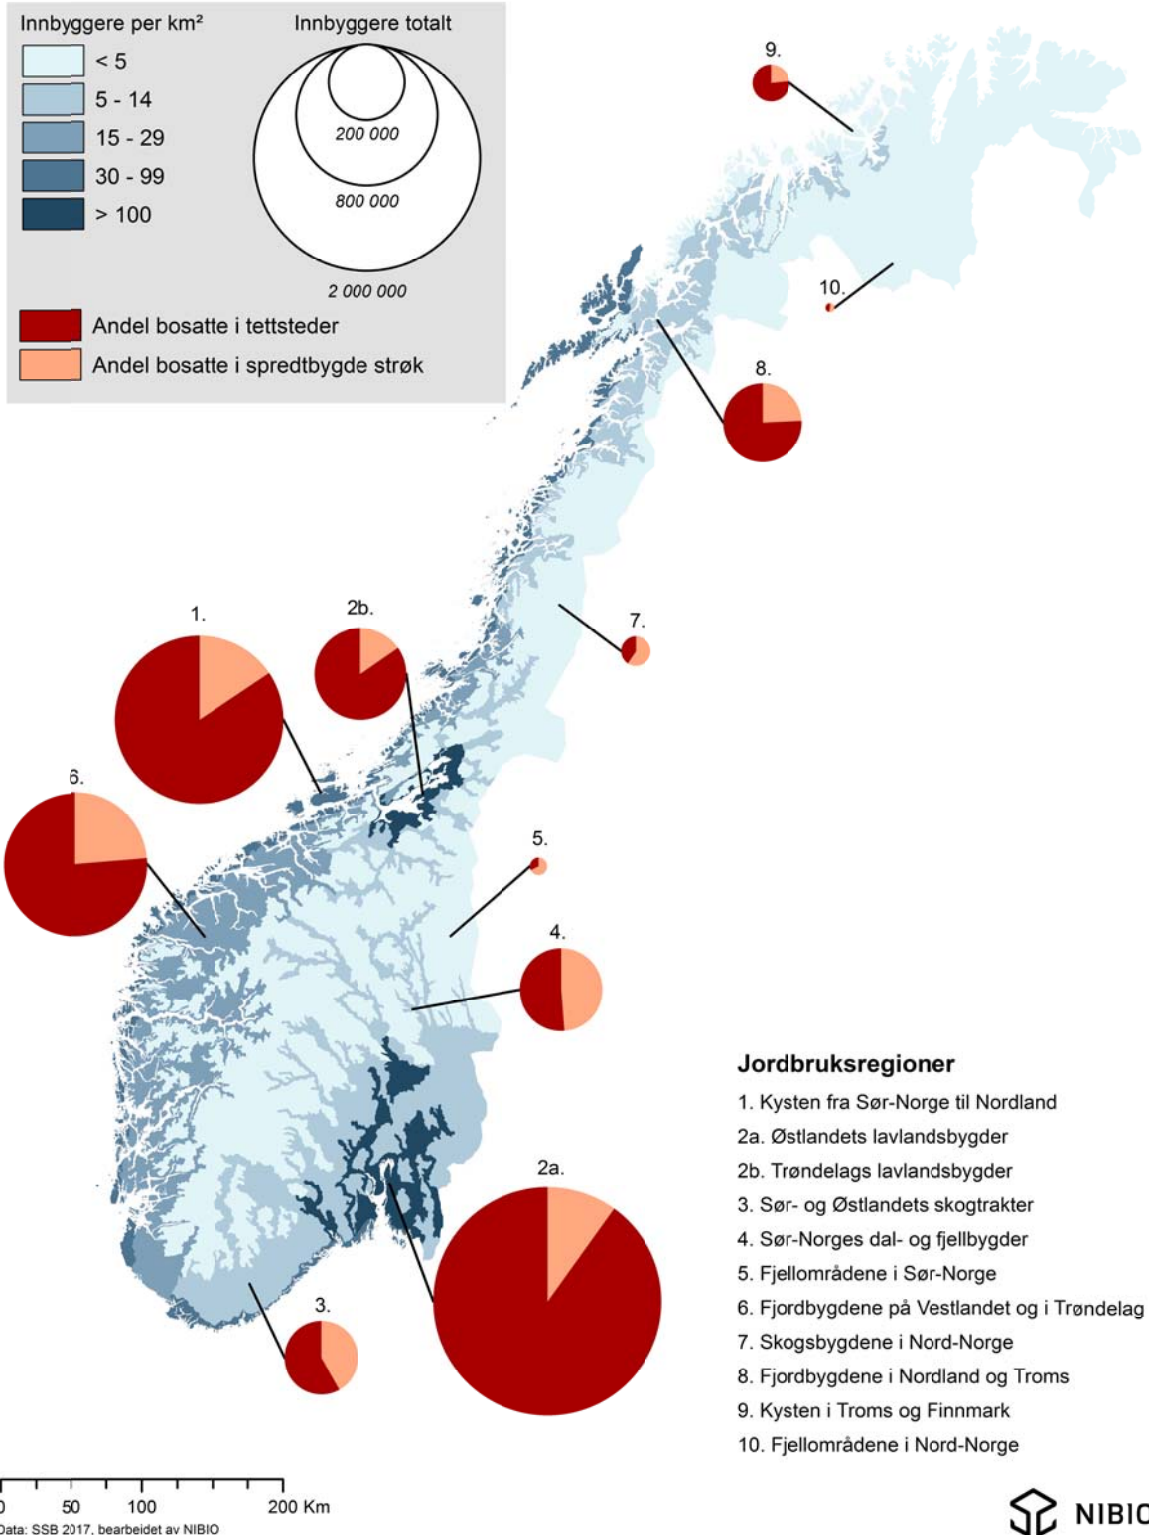 Innbyggere per km²
< 5
5 - 14
15 - 29
30 - 99
> 100
Innbyggere totalt
200 000
800 000
2 000 000
Andel bosatte i tettsteder
Andel bosatte i spredtbygde strøk
9.
10.
8.
7.
1.
2b.
6.
5.
4.
2a.
3.
Jordbruksregioner
1. Kysten fra Sør-Norge til Nordland
2a. Østlandets lavlandsbygder
2b. Trøndelags lavlandsbygder
3. Sør- og Østlandets skogtrakter
4. Sør-Norges dal- og fjellbygder
5. Fjellområdene i Sør-Norge
6. Fjordbygdene på Vestlandet og i Trøndelag
7. Skogsbygdene i Nord-Norge
8. Fjordbygdene i Nordland og Troms
9. Kysten i Troms og Finnmark
10. Fjellområdene i Nord-Norge
0 50 100 200 Km
Data: SSB 2017, bearbeidet av NIBIO
NIBIO